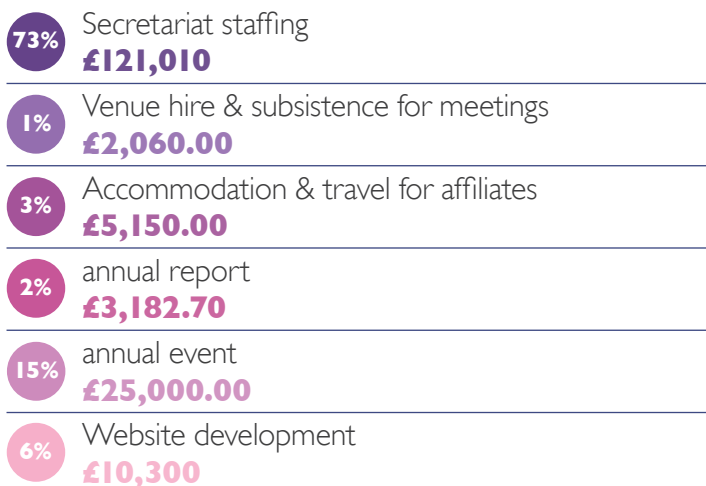 73% Secretariat staffing
£121,010
1% Venue hire & subsistence for meetings
£2,060.00
3% Accommodation & travel for affiliates
£5,150.00
2% annual report
£3,182.70
15% annual event
£25,000.00
6% Website development
£10,300